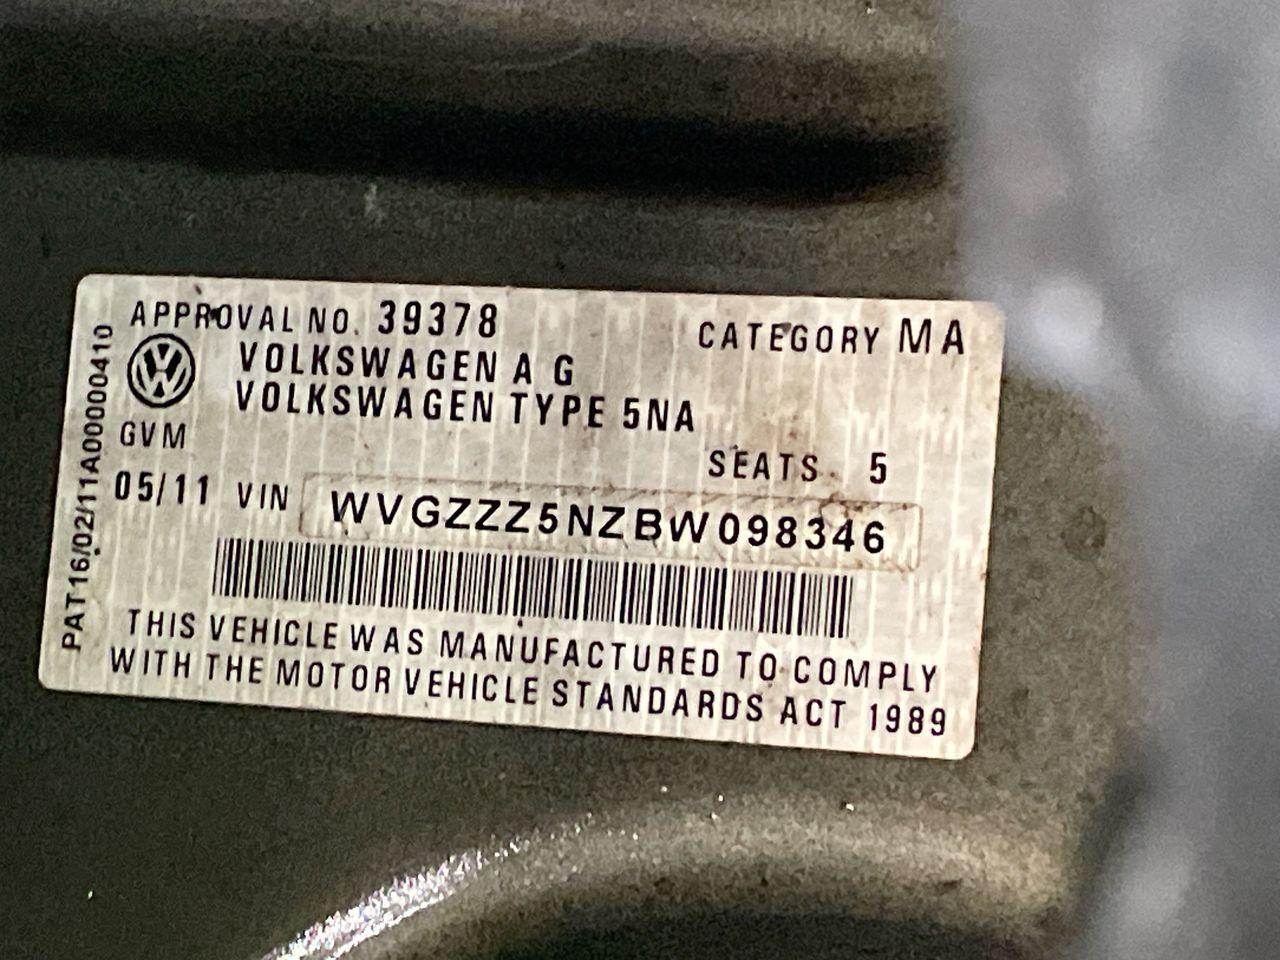 APPROVAL NO. 39378 CATEGORY MA
VOLKSWAGEN A G
VOLKSWAGEN TYPE 5NA
GVM
SEATS 5
05/11 VIN WVGZZZ5NZBW098346
THIS VEHICLE WAS MANUFACTURED TO COMPLY
WITH THE MOTOR VEHICLE STANDARDS ACT 1989
PAT16/02/11A00000410